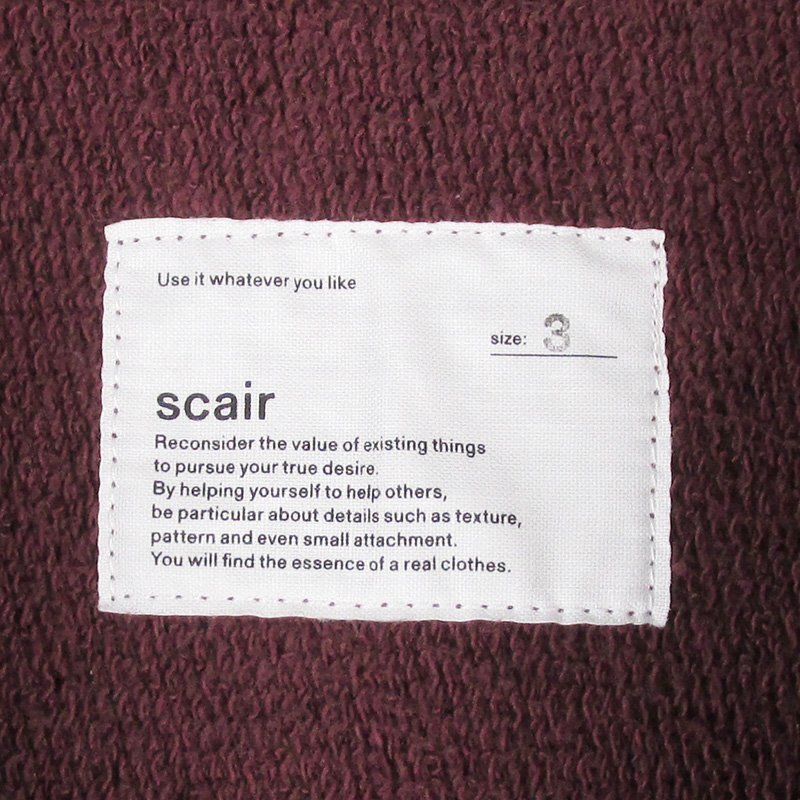 Use it whatever you like
size: 3
scair
Reconsider the value of existing things
to pursue your true desire.
By helping yourself to help others,
be particular about details such as texture,
pattern and even small attachment.
You will find the essence of a real clothes.